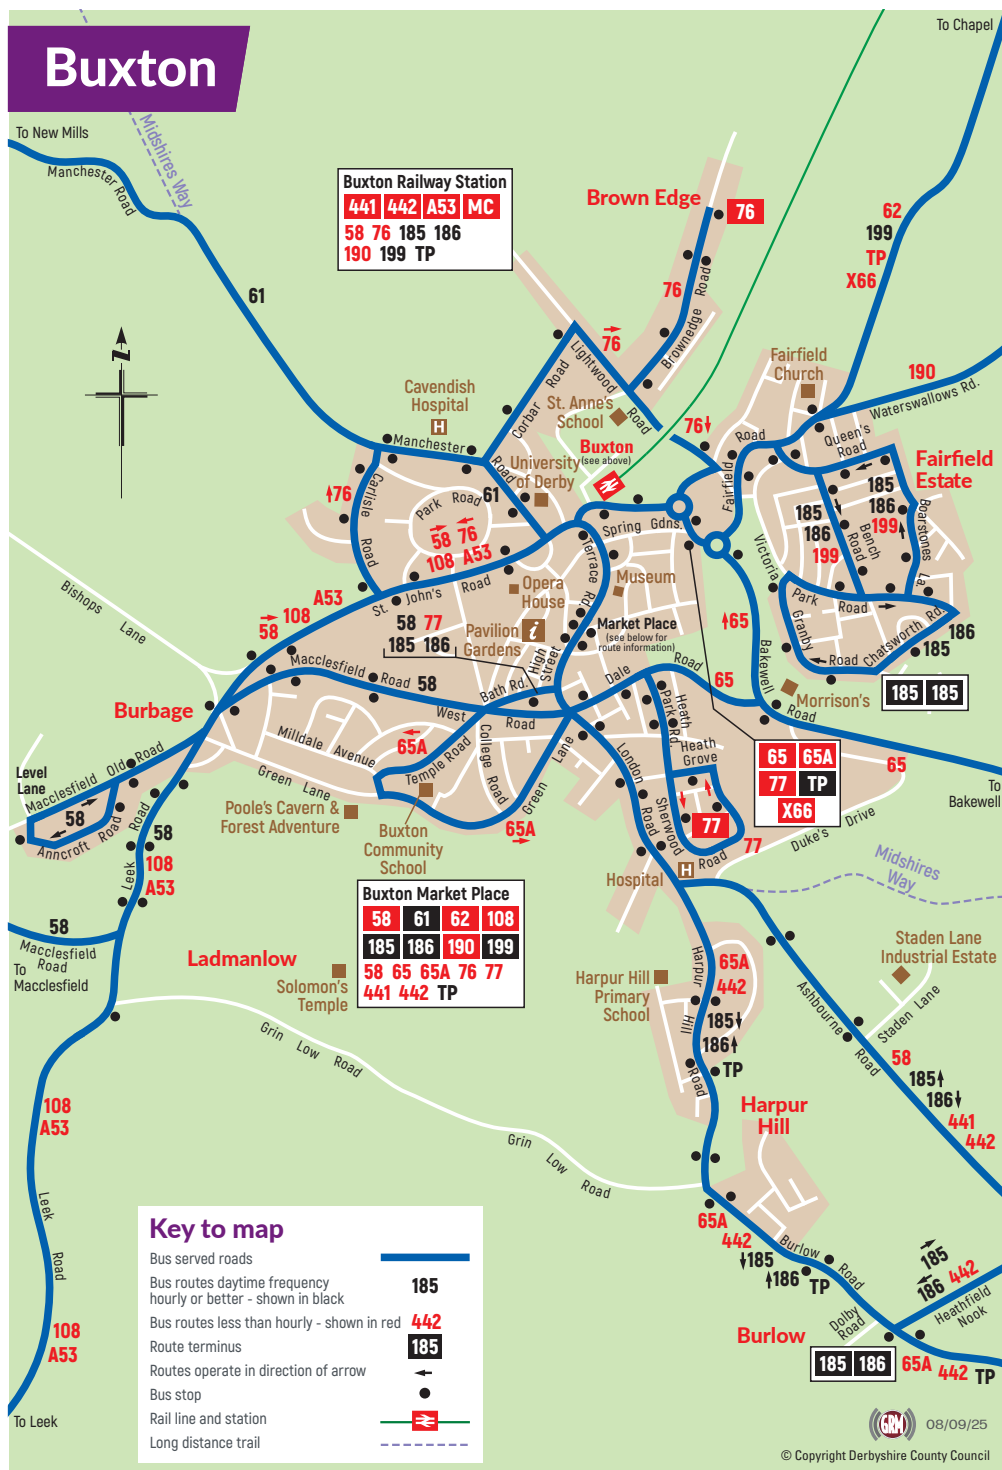 Buxton
To Chapel
To New Mills
Manchester Road
Midshires Way
61
Buxton Railway Station
441 442 A53 MC
58 76 185 186
190 199 TP
Brown Edge
76
76
Brownedge Road
62
199
TP
X66
76
Lightwood Road
Corbar Road
St. Anne's
School
Cavendish
Hospital
H
Manchester Road
Buxton
(see above)
76
Fairfield
Church
190
Waterswallows Rd.
Queen's
Road
Fairfield Road
Fairfield
Estate
185
186
199
185
186
199
Bench Road
Boarstones La
University
of Derby
61
Park Road
58 76
108 A53
76
Carlisle Road
Spring Gdns.
Terrace Rd.
Opera
House
Museum
Victoria Park Road
Granby Road
Chatsworth Rd.
186
185
185 185
Morrison's
St. John's Road
A53
108
58
58 77
185 186
Pavilion
Gardens
i
Market Place
(see below for
route information)
65
Bakewell Road
Bishops Lane
Macclesfield Road
58
Bath Rd.
High Street
Dale Road
65
65
To
Bakewell
Burbage
West Road
65A
Milldale Avenue
Temple Road
College Road
Green Lane
Green Lane
65A
London Road
Park Rd.
Heath
Heath
Grove
Sherwood Road
77
77
65 65A
77 TP
X66
Duke's Drive
Level
Lane
Macclesfield Old Road
58
Anncroft Road
58
108
A53
Leek Road
Poole's Cavern &
Forest Adventure
Buxton
Community
School
Hospital
H
Midshires
Way
58
Macclesfield
Road
To
Macclesfield
Buxton Market Place
58 61 62 108
185 186 190 199
58 65 65A 76 77
441 442 TP
Ladmanlow
Solomon's
Temple
Grin Low Road
Grin Low Road
Harpur Hill
Primary
School
Harpur Hill Road
65A
442
185
186
TP
Staden Lane
Industrial Estate
Staden Lane
Ashbourne Road
58
185
186
441
442
108
A53
Leek Road
108
A53
To Leek
Harpur
Hill
65A
442
185
186 TP
Burlow Road
185
186 442
Heathfield
Nook
Dolby
Road
Burlow
185 186
65A 442 TP
Key to map
Bus served roads
Bus routes daytime frequency
hourly or better - shown in black 185
Bus routes less than hourly - shown in red 442
Route terminus 185
Routes operate in direction of arrow
Bus stop
Rail line and station
Long distance trail
GRM 08/09/25
© Copyright Derbyshire County Council